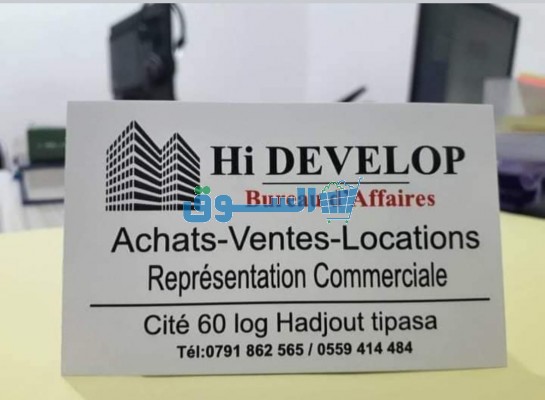 Hi DEVELOP
Bureau d'Affaires
السوق
Achats-Ventes-Locations
Représentation Commerciale
Cité 60 log Hadjout tipasa
Tél:0791 862 565 / 0559 414 484